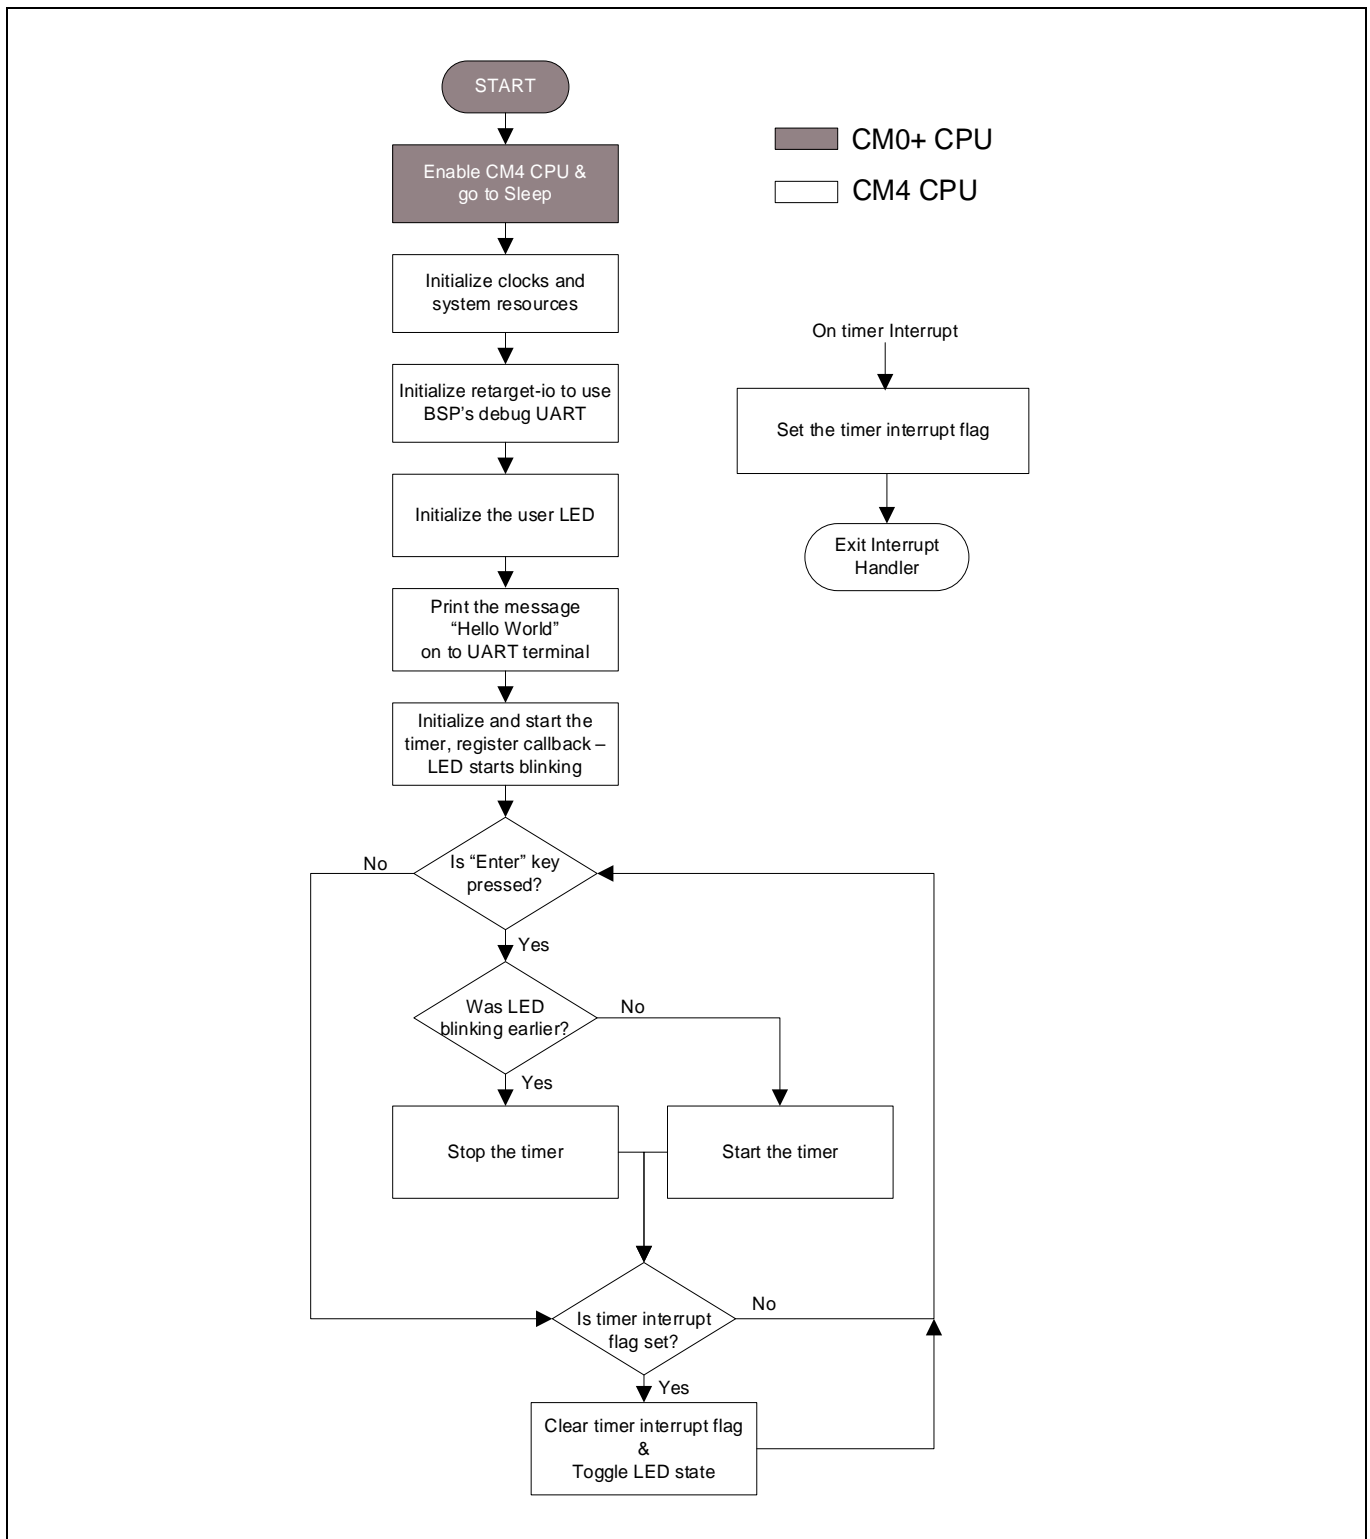 START
Enable CM4 CPU &
go to Sleep
CM0+ CPU
CM4 CPU
Initialize clocks and
system resources
Initialize retarget-io to use
BSP’s debug UART
Initialize the user LED
Print the message
“Hello World”
on to UART terminal
Initialize and start the
timer, register callback –
LED starts blinking
On timer Interrupt
Set the timer interrupt flag
Exit Interrupt
Handler
Is “Enter” key
pressed?
No
Yes
Was LED
blinking earlier?
No
Yes
Stop the timer
Start the timer
Is timer interrupt
flag set?
No
Yes
Clear timer interrupt flag
&
Toggle LED state